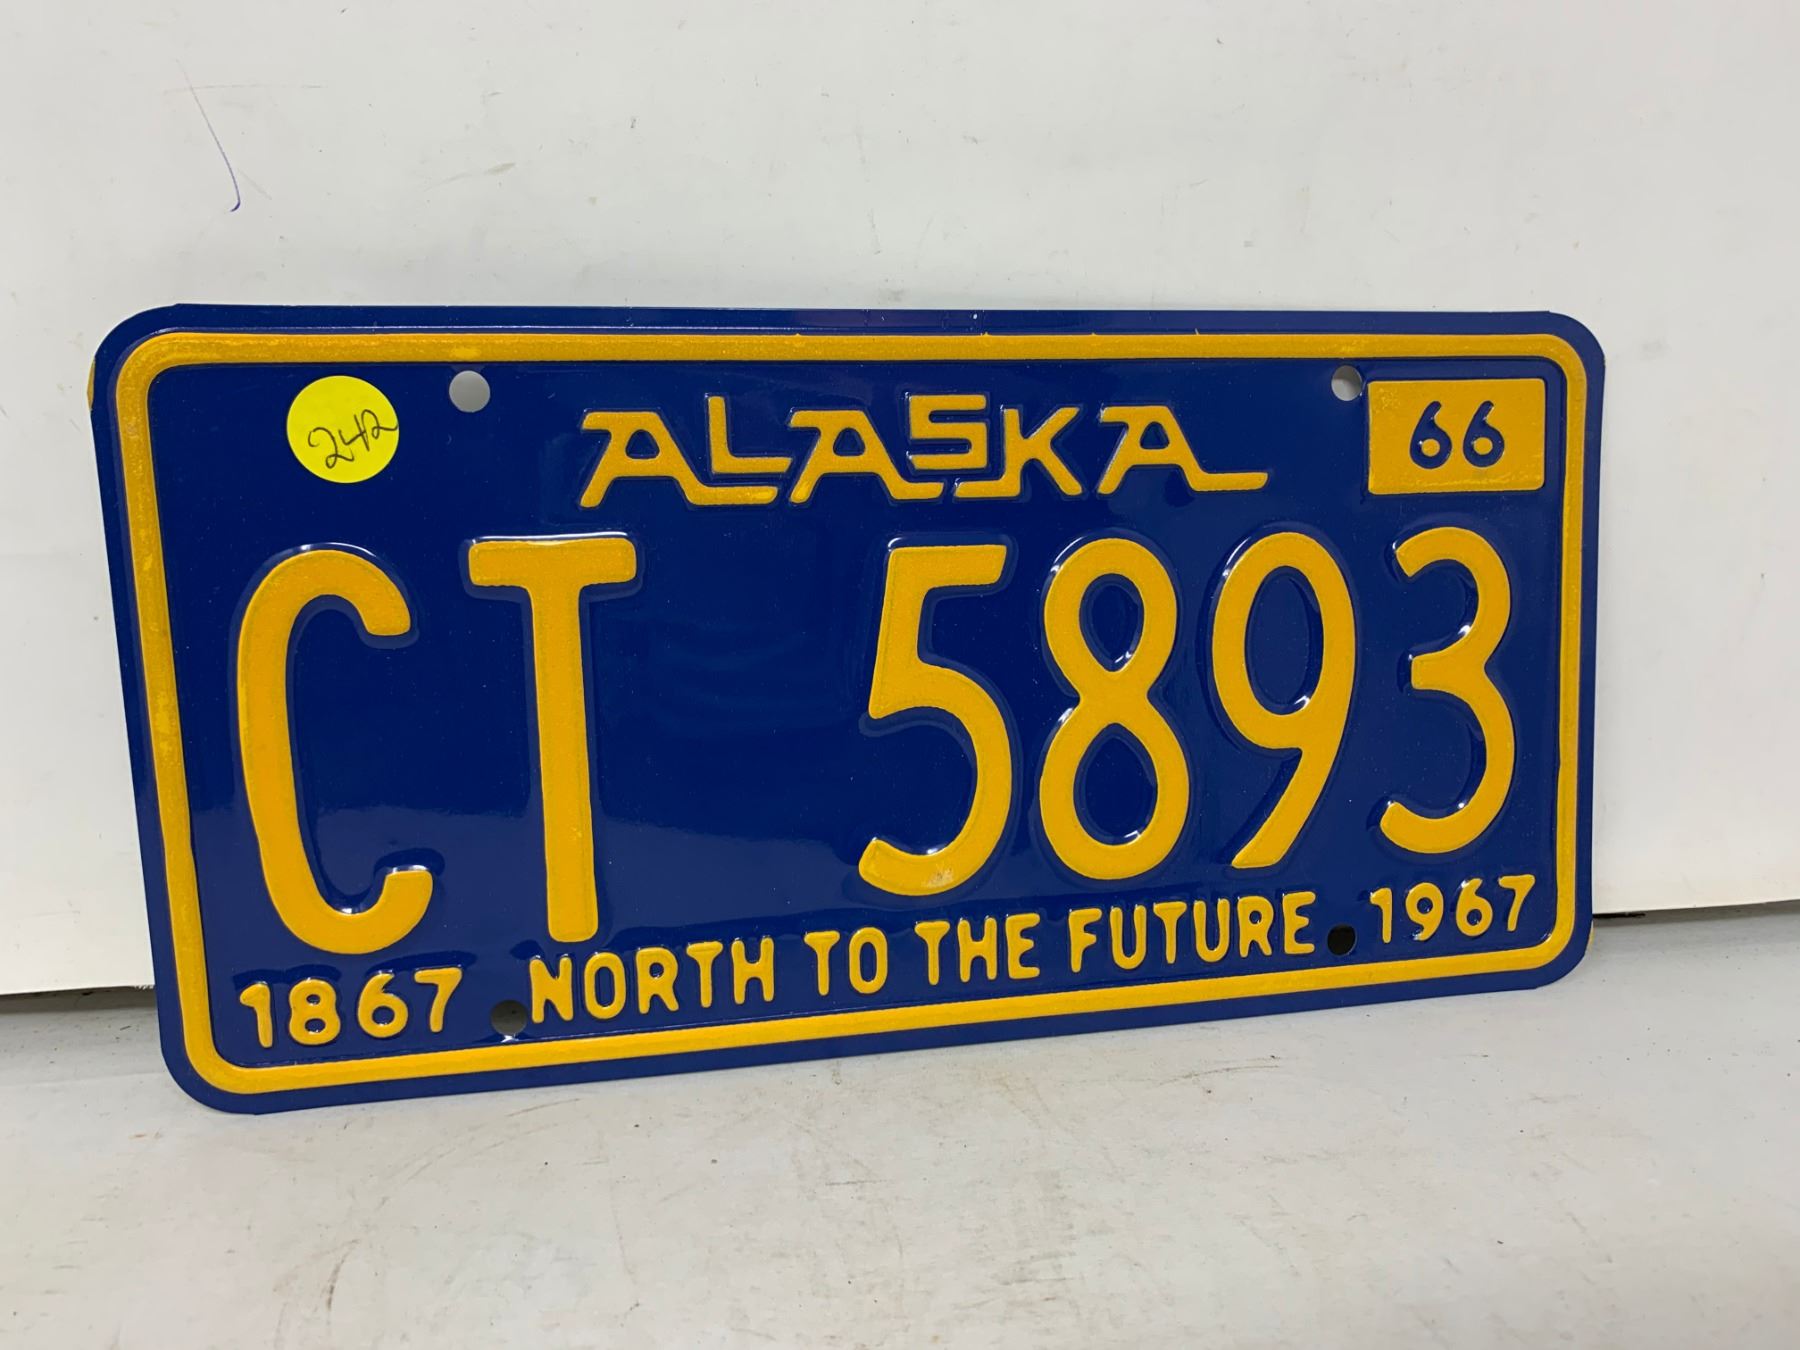 242
ALASKA
66
CT 5893
1867 NORTH TO THE FUTURE 1967